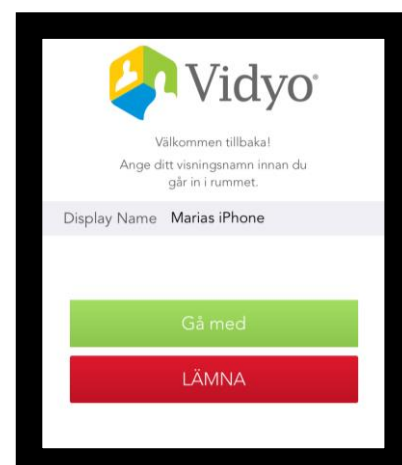 Vidyo®
Välkommen tillbaka!
Ange ditt visningsnamn innan du
går in i rummet.
Display Name Marias iPhone
Gå med
LÄMNA